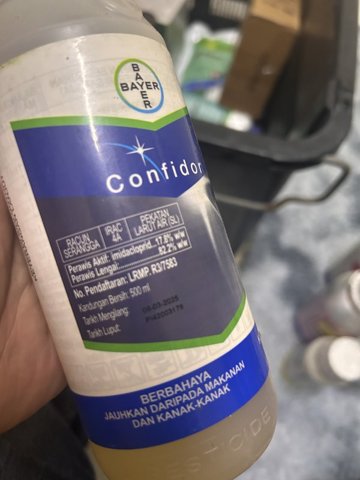 BAYER
BAYER
Confidor
RACUN SERANGGA
IRAC 4A
PEKATAN LARUT AIR (SL)
Perawis Aktif: imidacloprid...17.8% w/w
Perawis Lengai.......................82.2% w/w
No. Pendaftaran: LRMP. R3/7583
Kandungan Bersih: 500 ml
Tarikh Mengilang:
Tarikh Luput:
BERBAHAYA
JAUHKAN DARIPADA MAKANAN
DAN KANAK-KANAK